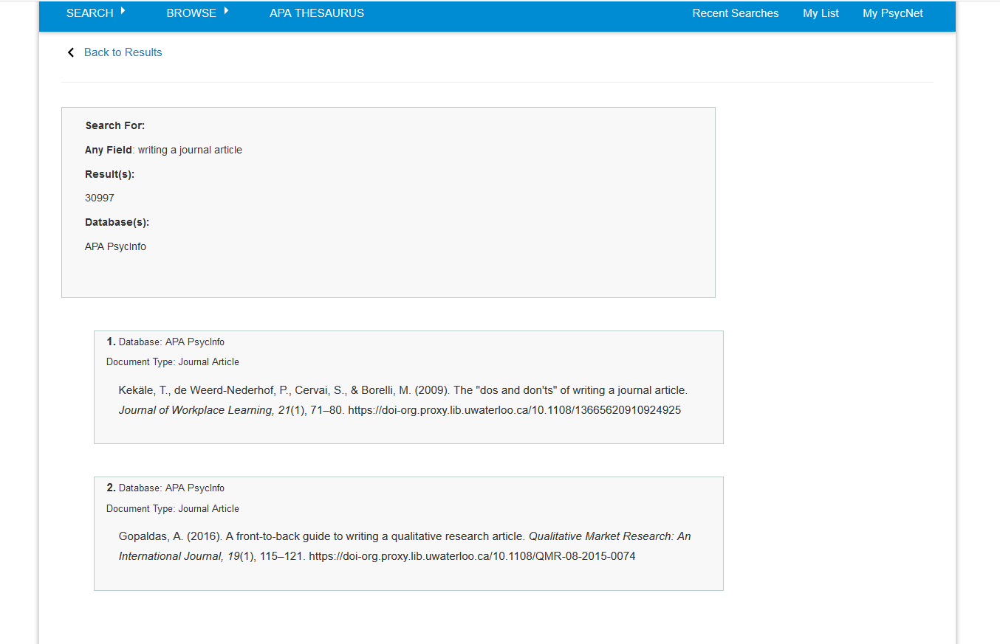 SEARCH BROWSE APA THESAURUS Recent Searches My List My PsycNet
Back to Results
Search For:
Any Field: writing a journal article
Result(s):
30997
Database(s):
APA PsycInfo
1. Database: APA PsycInfo
Document Type: Journal Article
Kekäle, T., de Weerd-Nederhof, P., Cervai, S., & Borelli, M. (2009). The "dos and don'ts" of writing a journal article.
Journal of Workplace Learning, 21(1), 71–80. https://doi-org.proxy.lib.uwaterloo.ca/10.1108/13665620910924925
2. Database: APA PsycInfo
Document Type: Journal Article
Gopaldas, A. (2016). A front-to-back guide to writing a qualitative research article. Qualitative Market Research: An
International Journal, 19(1), 115–121. https://doi-org.proxy.lib.uwaterloo.ca/10.1108/QMR-08-2015-0074